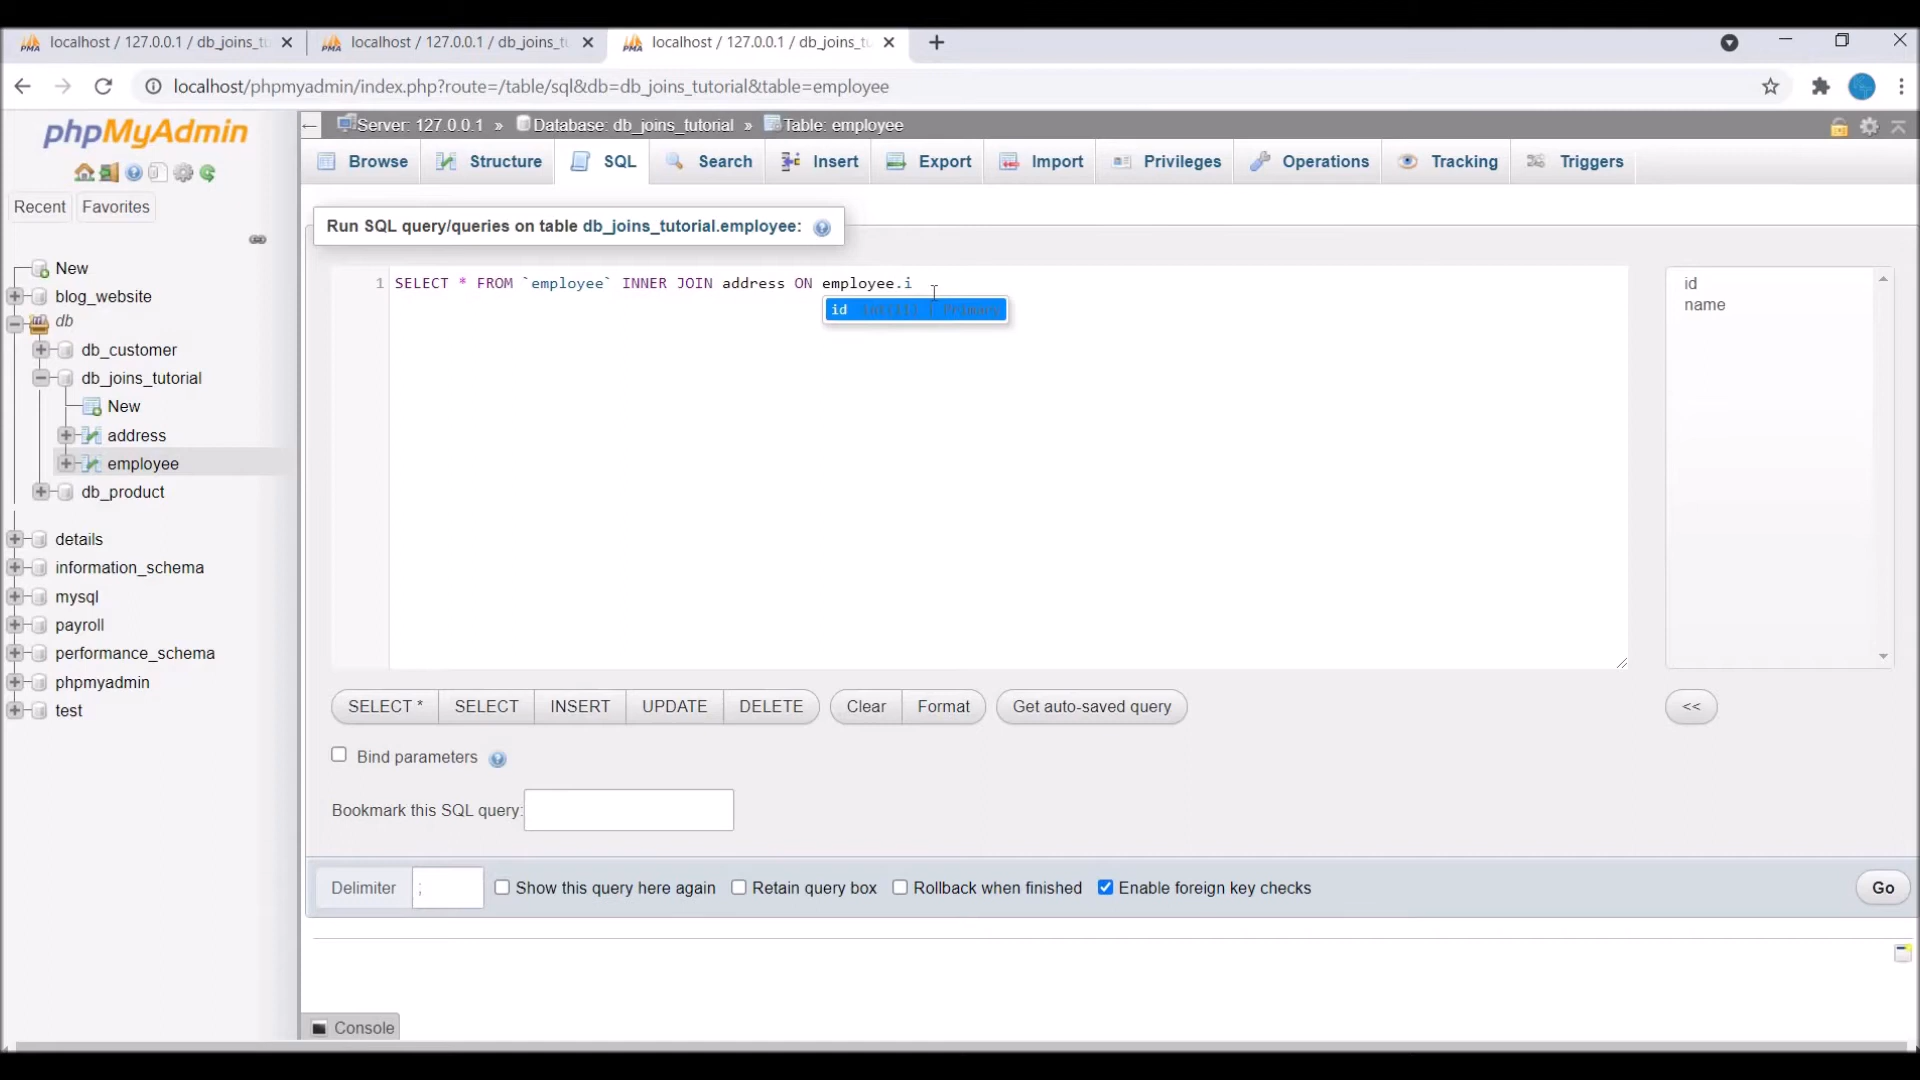 localhost / 127.0.0.1 / db_joins_tu
localhost / 127.0.0.1 / db_joins_t
localhost / 127.0.0.1 / db_joins_tu
localhost/phpmyadmin/index.php?route=/table/sql&db=db_joins_tutorial&table=employee
phpMyAdmin
Recent
Favorites
New
blog_website
db
db_customer
db_joins_tutorial
New
address
employee
db_product
details
information_schema
mysql
payroll
performance_schema
phpmyadmin
test
Server: 127.0.0.1 » Database: db_joins_tutorial » Table: employee
Browse
Structure
SQL
Search
Insert
Export
Import
Privileges
Operations
Tracking
Triggers
Run SQL query/queries on table db_joins_tutorial.employee:
1
SELECT * FROM `employee` INNER JOIN address ON employee.i
id int(11) | Primary
id
name
SELECT *
SELECT
INSERT
UPDATE
DELETE
Clear
Format
Get auto-saved query
<<
Bind parameters
Bookmark this SQL query:
Delimiter
;
Show this query here again
Retain query box
Rollback when finished
Enable foreign key checks
Go
Console